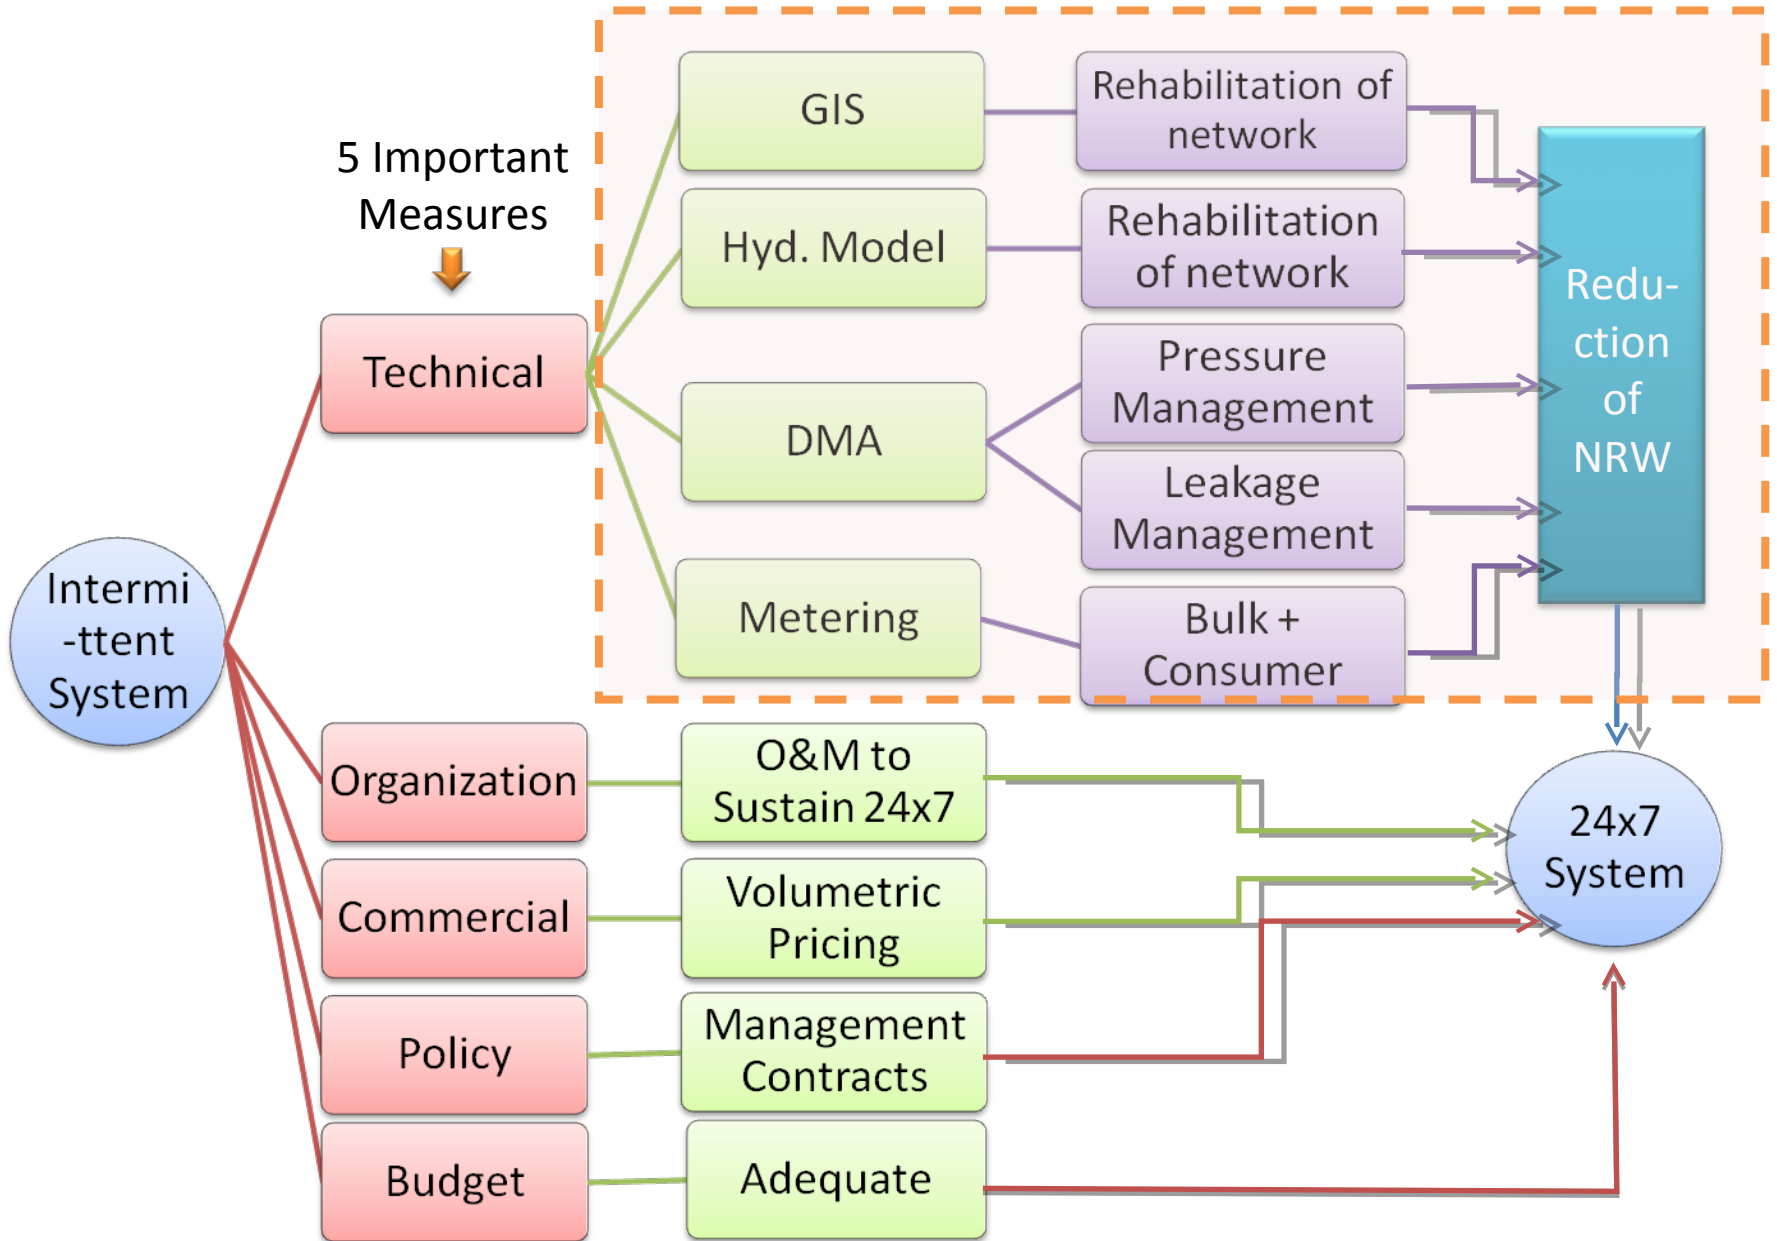 5 Important
Measures
Intermi
-ttent
System
Technical
Organization
Commercial
Policy
Budget
GIS
Hyd. Model
DMA
Metering
O&M to
Sustain 24x7
Volumetric
Pricing
Management
Contracts
Adequate
Rehabilitation of
network
Rehabilitation
of network
Pressure
Management
Leakage
Management
Bulk +
Consumer
Redu-
ction
of
NRW
24x7
System